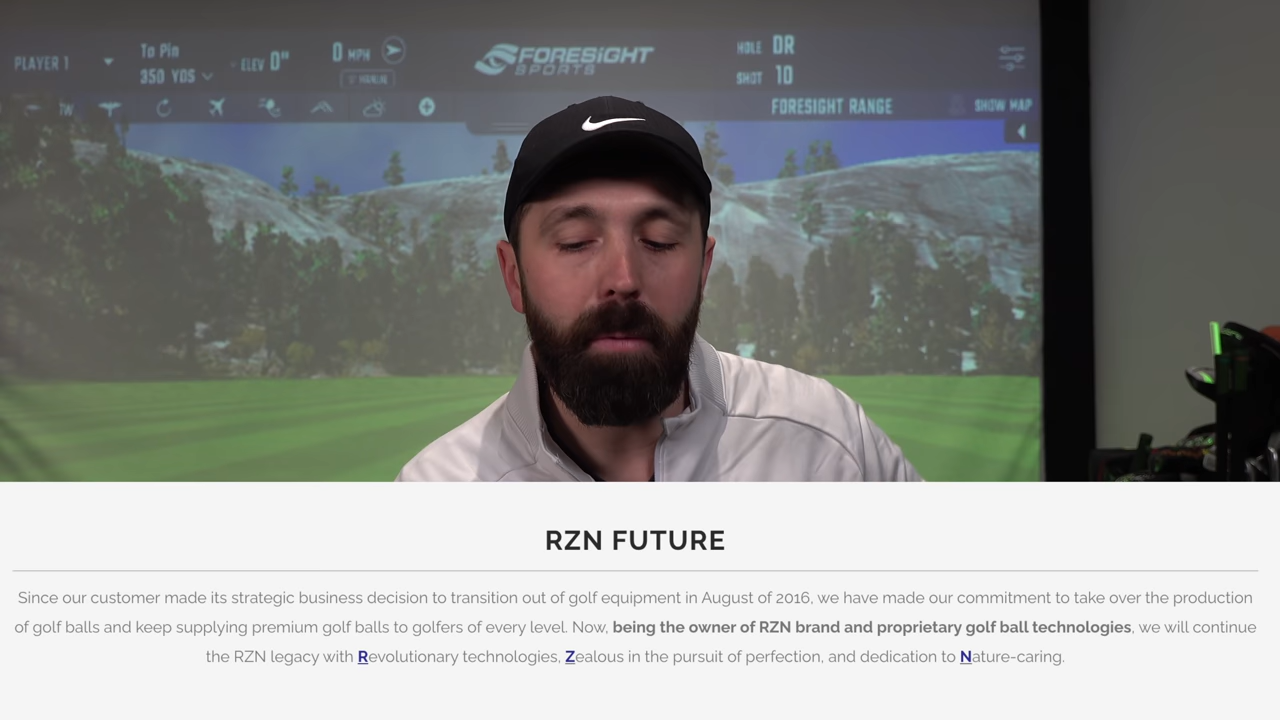 PLAYER 1
To Pin
350 YDS
ELEV 0"
0 MPH
MANUAL
FORESIGHT
SPORTS
HOLE DR
SHOT 10
TW
FORESIGHT RANGE
SHOW MAP
RZN FUTURE
Since our customer made its strategic business decision to transition out of golf equipment in August of 2016, we have made our commitment to take over the production
of golf balls and keep supplying premium golf balls to golfers of every level. Now, being the owner of RZN brand and proprietary golf ball technologies, we will continue
the RZN legacy with Revolutionary technologies, Zealous in the pursuit of perfection, and dedication to Nature-caring.